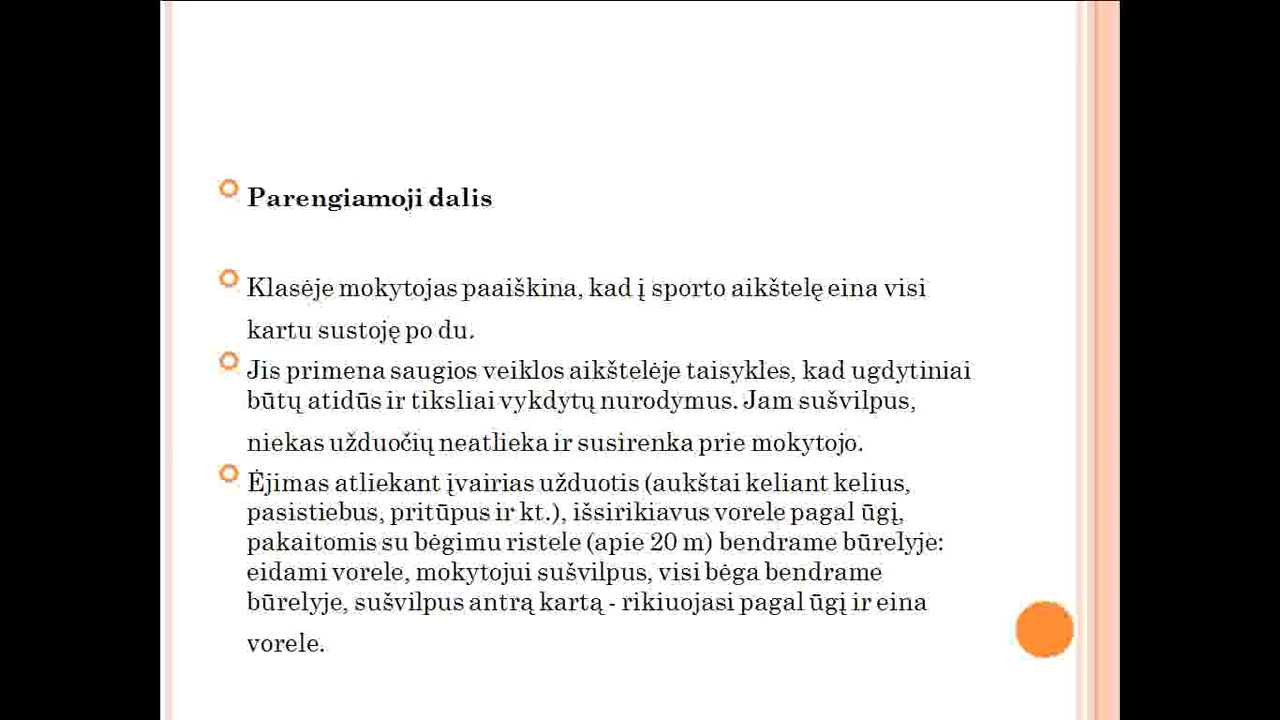 Parengiamoji dalis
Klasėje mokytojas paaiškina, kad į sporto aikštelę eina visi
kartu sustoję po du.
Jis primena saugios veiklos aikštelėje taisykles, kad ugdytiniai
būtų atidūs ir tiksliai vykdytų nurodymus. Jam sušvilpus,
niekas užduočių neatlieka ir susirenka prie mokytojo.
Ėjimas atliekant įvairias užduotis (aukštai keliant kelius,
pasistiebus, pritūpus ir kt.), išsirikiavus vorele pagal ūgį,
pakaitomis su bėgimu ristele (apie 20 m) bendrame būrelyje:
eidami vorele, mokytojui sušvilpus, visi bėga bendrame
būrelyje, sušvilpus antrą kartą - rikiuojasi pagal ūgį ir eina
vorele.